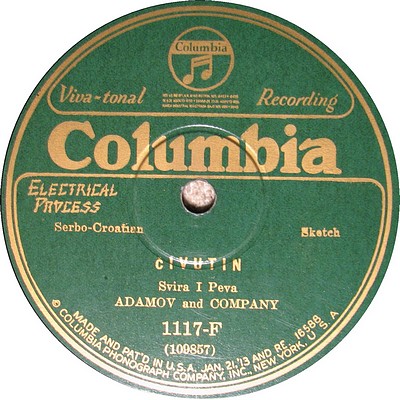 Columbia
Viva-tonal Recording
Columbia
ELECTRICAL
PROCESS
Serbo-Croatian Sketch
CIVUTIN
Svira I Peva
ADAMOV and COMPANY
1117-F
(109857)
MADE AND PAT'D IN U.S.A. JAN. 21,'13 AND RE 16588
© COLUMBIA PHONOGRAPH COMPANY, INC., NEW YORK, U.S.A.